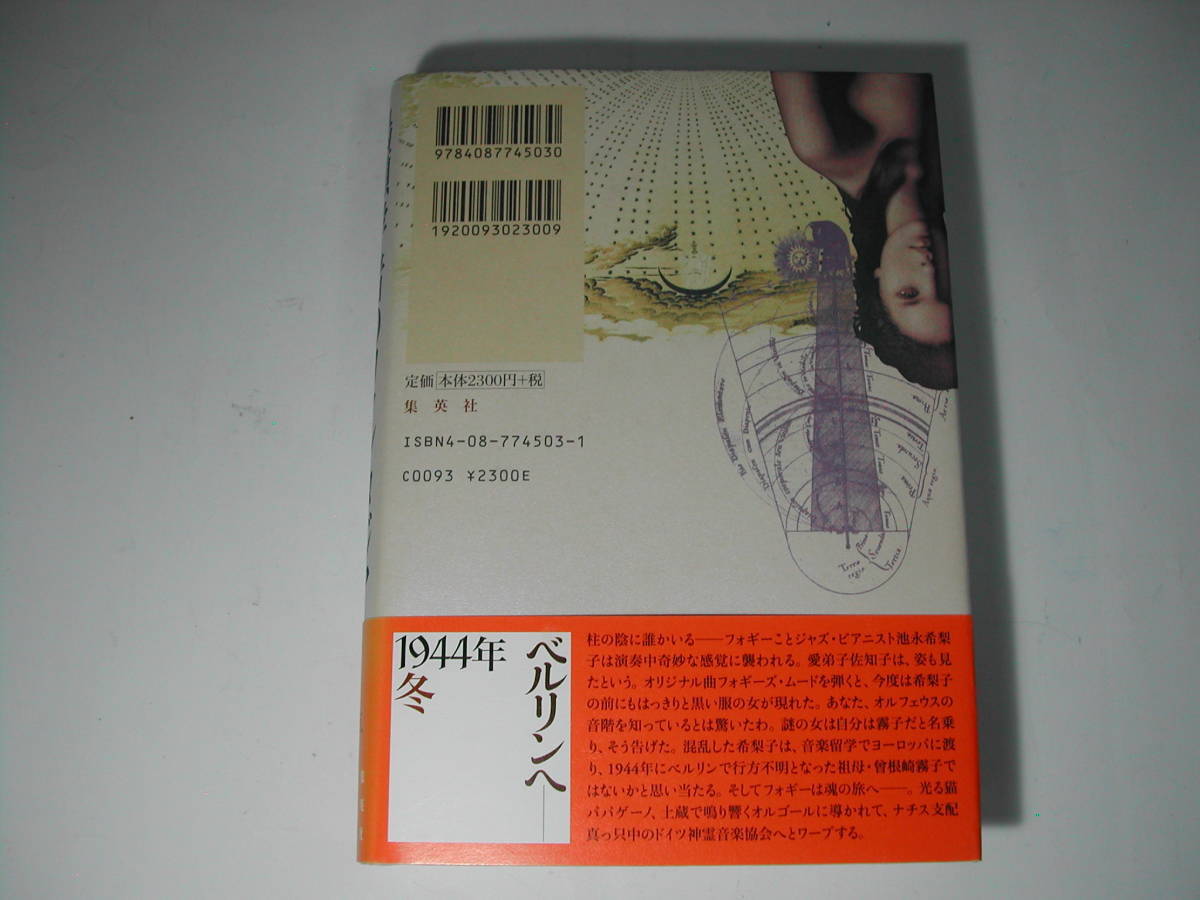 9784087745030
1920093023009
定価 本体2300円+税
集英社
ISBN4-08-774503-1
C0093 ¥2300E
Bis Diapason
Diapason cum Diapente
Tonus
Terra
1944年
冬
ベルリンへ――
柱の陰に誰かいる――フォギーことジャズ・ピアニスト池永希梨
子は演奏中奇妙な感覚に襲われる。愛弟子佐知子は、姿も見
たという。オリジナル曲フォギーズ・ムードを弾くと、今度は希梨子
の前にもはっきりと黒い服の女が現れた。あなた、オルフェウスの
音階を知っているとは驚いたわ。謎の女は自分は霧子だと名乗
り、そう告げた。混乱した希梨子は、音楽留学でヨーロッパに渡
り、1944年にベルリンで行方不明となった祖母・曾根崎霧子で
はないかと思い当たる。そしてフォギーは魂の旅へ――。光る猫
パパゲーノ、土蔵で鳴り響くオルゴールに導かれて、ナチス支配
真っ只中のドイツ神霊音楽協会へとワープする。